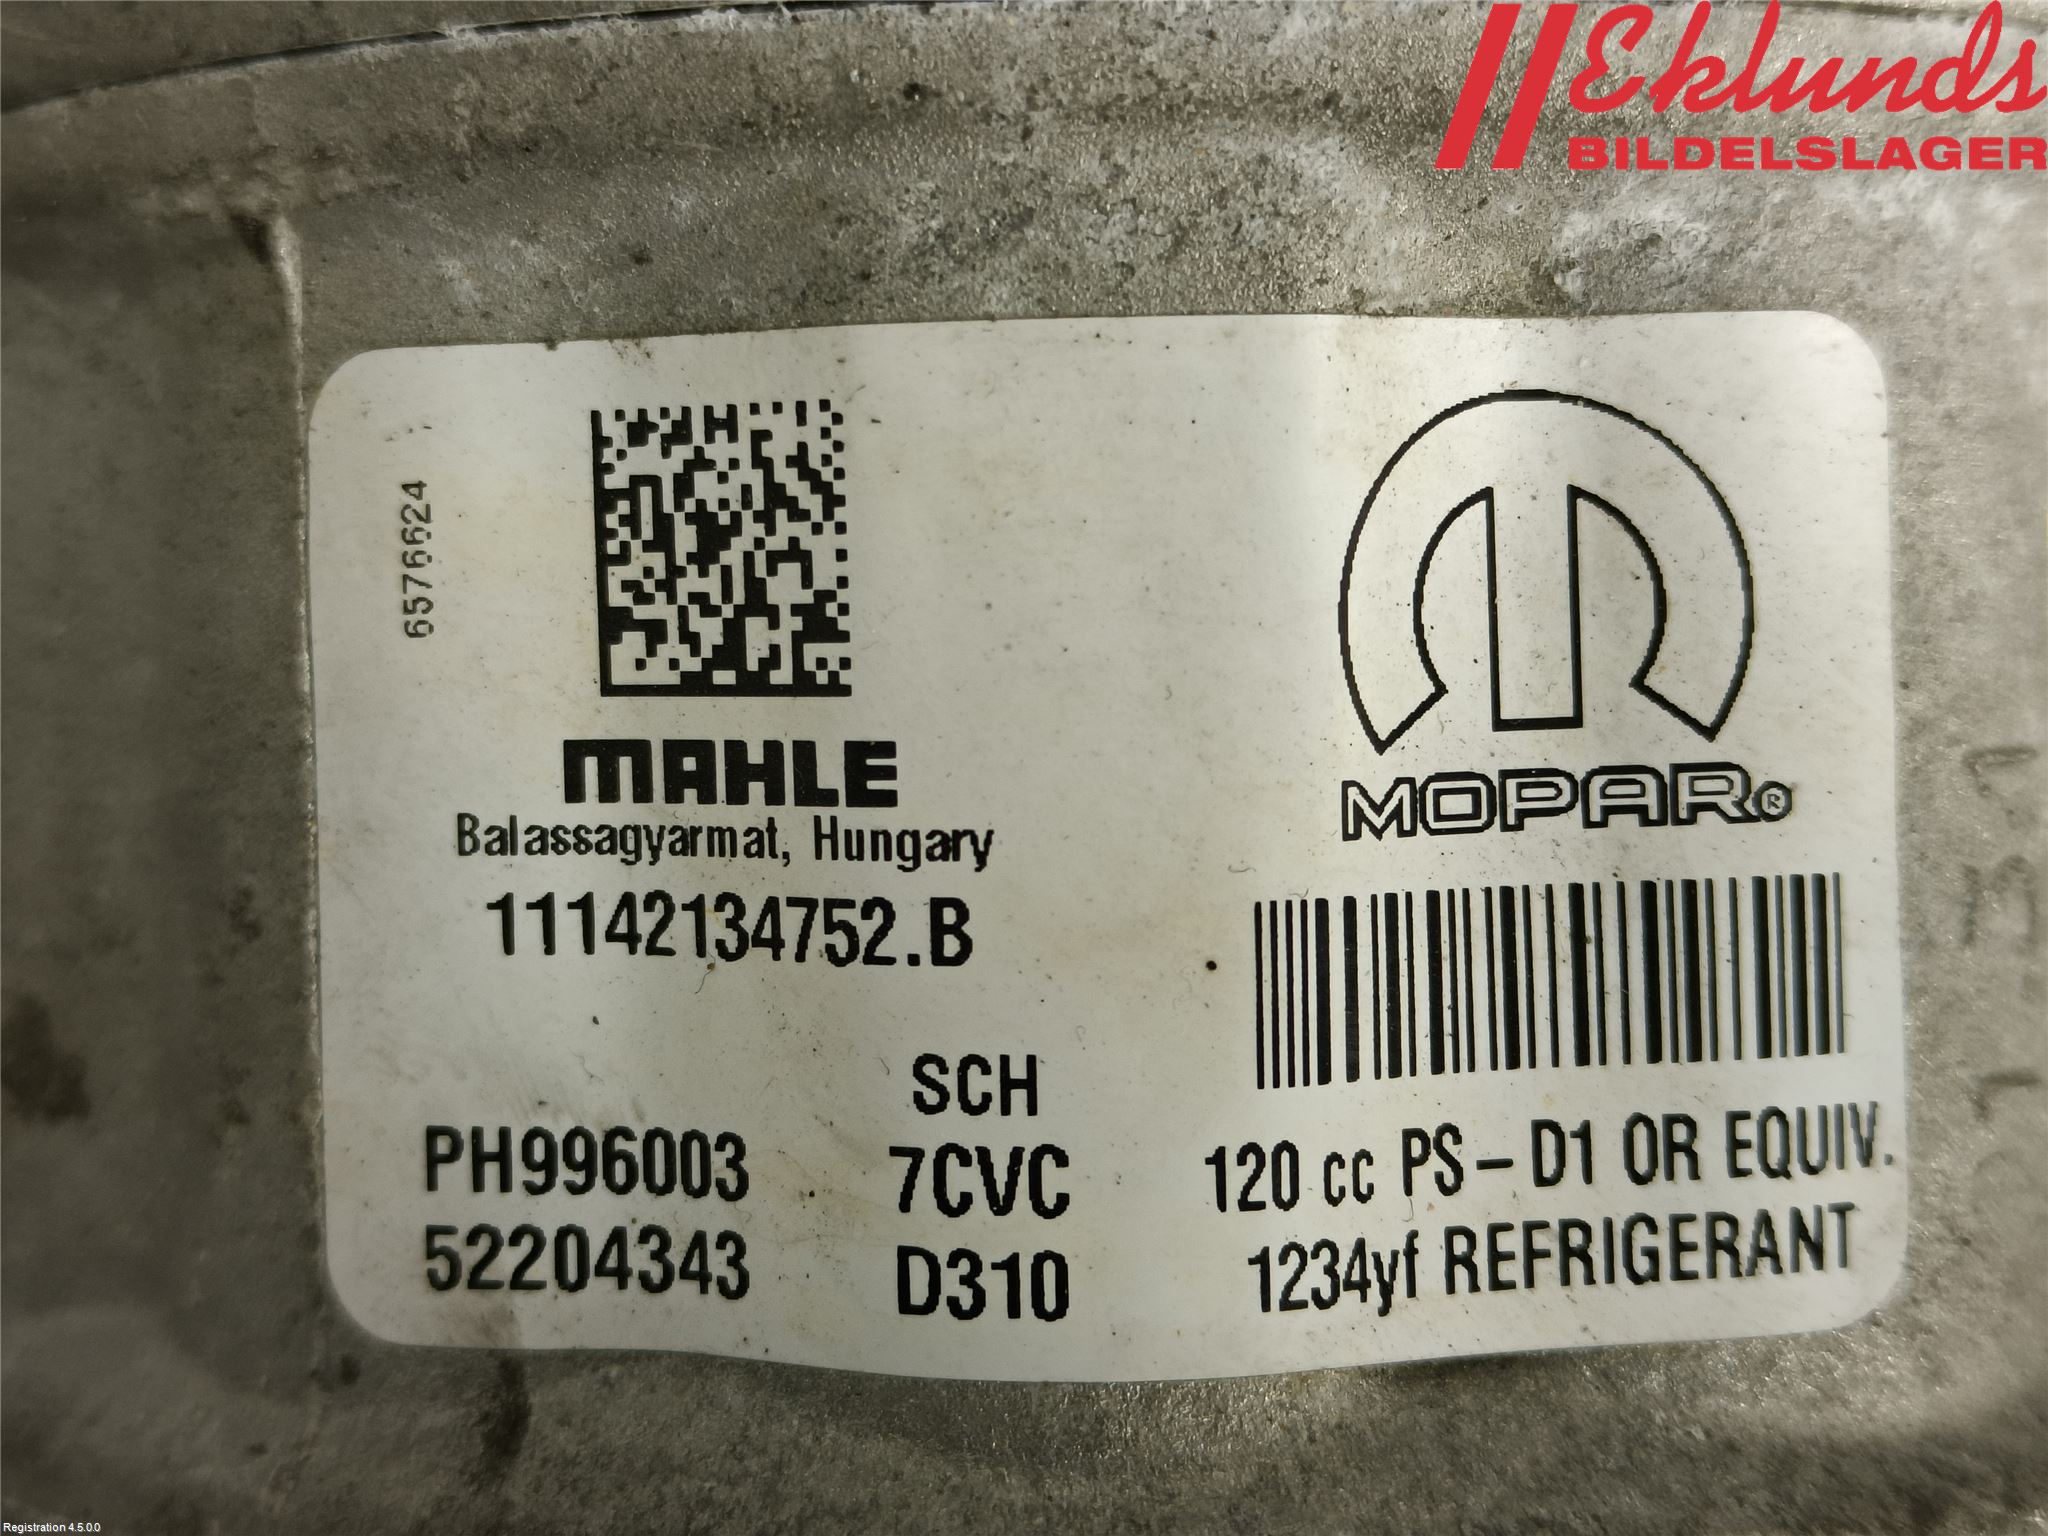 Eklunds
BILDELSLAGER
6576624
MAHLE
Balassagyarmat, Hungary
11142134752.B
MOPAR®
SCH
PH996003 7CVC 120 cc PS-D1 OR EQUIV.
52204343 D310 1234yf REFRIGERANT
Registration 4.5.0.0